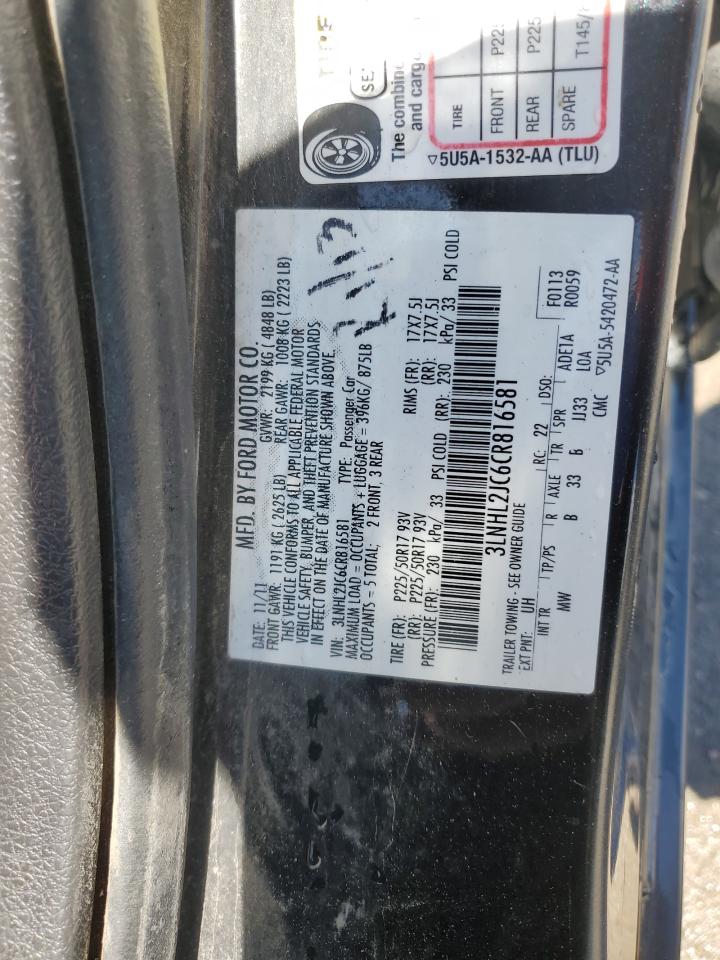 TIRE
SE
The combine
and carg
TIRE
FRONT P225
REAR P225
SPARE T145/
▽5U5A-1532-AA (TLU)
MFD. BY FORD MOTOR CO.
DATE: 11/11 GVWR: 2199 KG ( 4848 LB)
FRONT GAWR: 1191 KG ( 2625 LB) REAR GAWR: 1008 KG ( 2223 LB)
THIS VEHICLE CONFORMS TO ALL APPLICABLE FEDERAL MOTOR
VEHICLE SAFETY, BUMPER, AND THEFT PREVENTION STANDARDS
IN EFFECT ON THE DATE OF MANUFACTURE SHOWN ABOVE.
VIN: 3LNHL2JC6CR816581 TYPE: Passenger Car
MAXIMUM LOAD = OCCUPANTS + LUGGAGE = 396KG/ 875LB
OCCUPANTS = 5 TOTAL; 2 FRONT, 3 REAR
TIRE (FR): P225/50R17 93V RIMS (FR): 17X7.5J
(RR): P225/50R17 93V (RR): 17X7.5J
PRESSURE (FR): 230 kPa/ 33 PSI COLD (RR): 230 kPa/ 33 PSI COLD
3LNHL2JC6CR816581
TRAILER TOWING - SEE OWNER GUIDE
EXT PNT: UH RC: 22 DSO:
INT TR TP/PS R AXLE TR SPR ADE1A F0113
MW B 33 B JJ33 LOA R0059
CMC ▽5U5A-5420472-AA